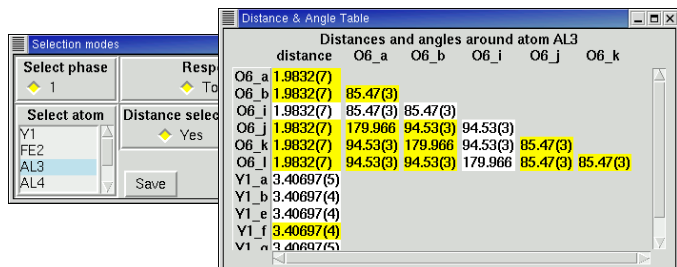 Selection modes
Select phase
1
Resp
To
Select atom
Y1
FE2
AL3
AL4
Distance selec
Yes
Save
Distance & Angle Table
Distances and angles around atom AL3
distance O6_a O6_b O6_i O6_j O6_k
O6_a 1.9832(7)
O6_b 1.9832(7) 85.47(3)
O6_i 1.9832(7) 85.47(3) 85.47(3)
O6_j 1.9832(7) 179.966 94.53(3) 94.53(3)
O6_k 1.9832(7) 94.53(3) 179.966 94.53(3) 85.47(3)
O6_l 1.9832(7) 94.53(3) 94.53(3) 179.966 85.47(3) 85.47(3)
Y1_a 3.40697(5)
Y1_b 3.40697(4)
Y1_e 3.40697(4)
Y1_f 3.40697(4)
Y1_g 3.40697(5)